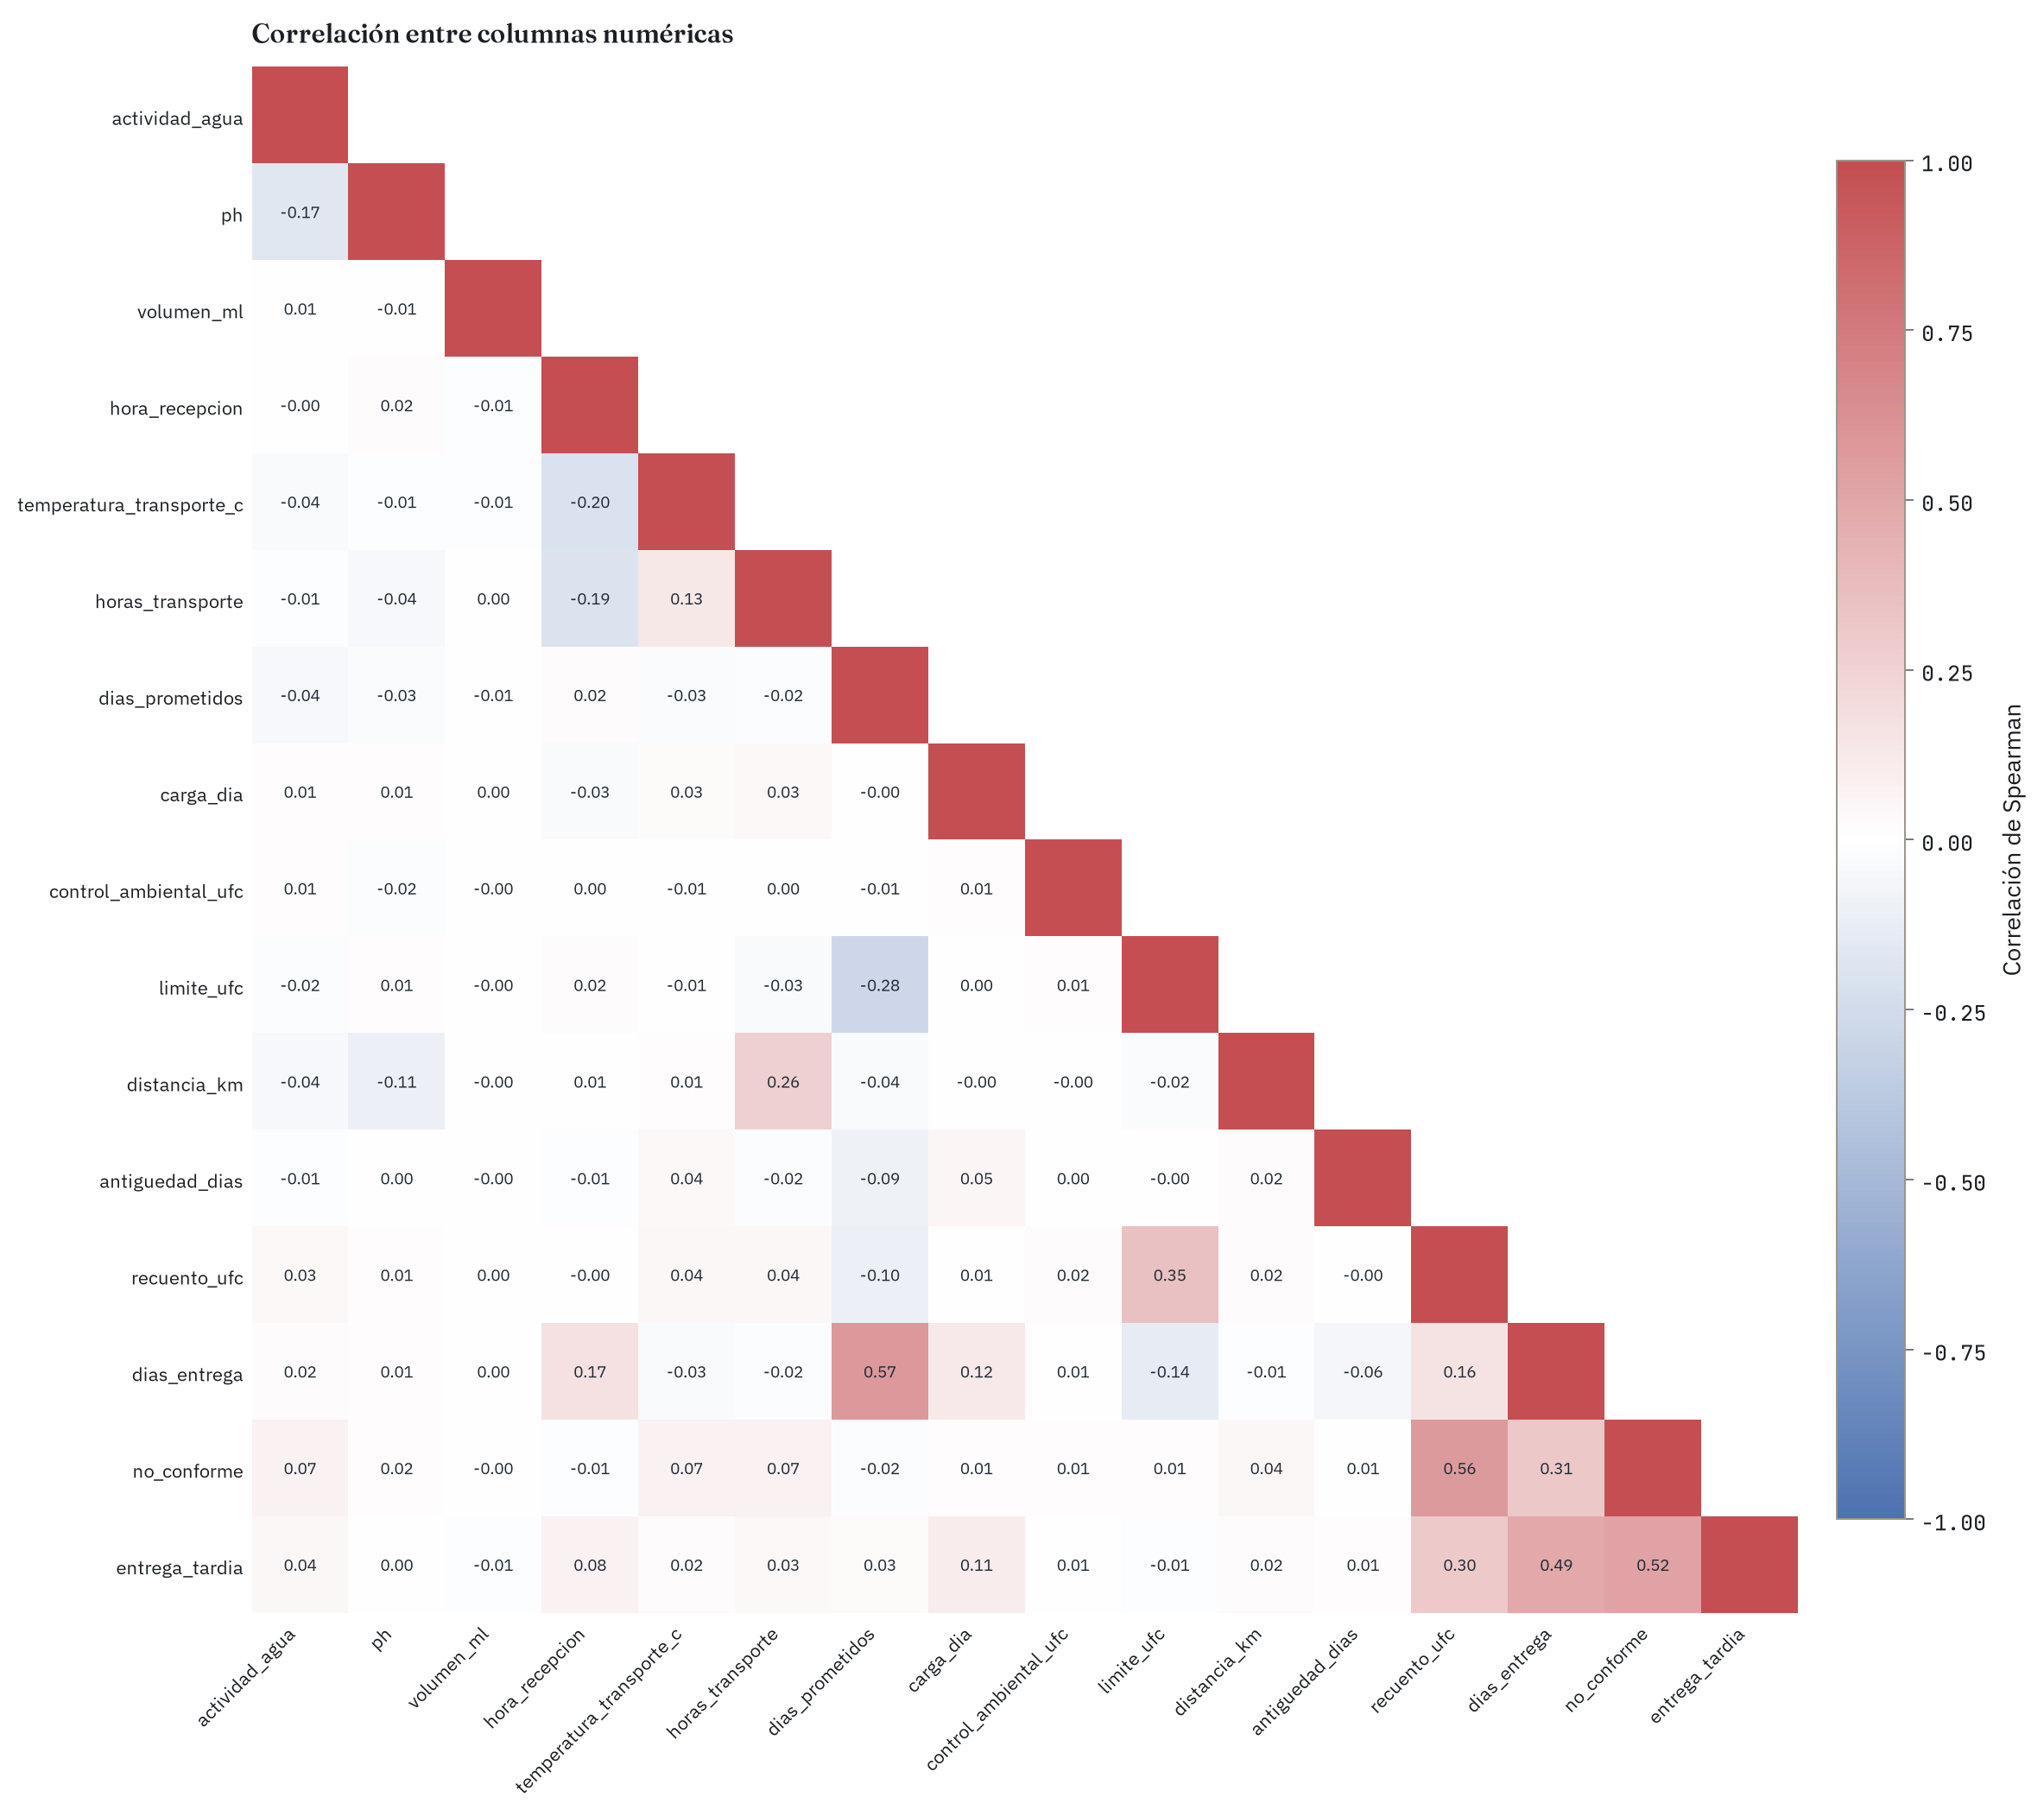 Correlación entre columnas numéricas
actividad_agua
ph
-0.17
volumen_ml
0.01 -0.01
hora_recepcion
-0.00 0.02 -0.01
temperatura_transporte_c
-0.04 -0.01 -0.01 -0.20
horas_transporte
-0.01 -0.04 0.00 -0.19 0.13
dias_prometidos
-0.04 -0.03 -0.01 0.02 -0.03 -0.02
carga_dia
0.01 0.01 0.00 -0.03 0.03 0.03 -0.00
control_ambiental_ufc
0.01 -0.02 -0.00 0.00 -0.01 0.00 -0.01 0.01
limite_ufc
-0.02 0.01 -0.00 0.02 -0.01 -0.03 -0.28 0.00 0.01
distancia_km
-0.04 -0.11 -0.00 0.01 0.01 0.26 -0.04 -0.00 -0.00 -0.02
antiguedad_dias
-0.01 0.00 -0.00 -0.01 0.04 -0.02 -0.09 0.05 0.00 -0.00 0.02
recuento_ufc
0.03 0.01 0.00 -0.00 0.04 0.04 -0.10 0.01 0.02 0.35 0.02 -0.00
dias_entrega
0.02 0.01 0.00 0.17 -0.03 -0.02 0.57 0.12 0.01 -0.14 -0.01 -0.06 0.16
no_conforme
0.07 0.02 -0.00 -0.01 0.07 0.07 -0.02 0.01 0.01 0.01 0.04 0.01 0.56 0.31
entrega_tardia
0.04 0.00 -0.01 0.08 0.02 0.03 0.03 0.11 0.01 -0.01 0.02 0.01 0.30 0.49 0.52
actividad_agua
ph
volumen_ml
hora_recepcion
temperatura_transporte_c
horas_transporte
dias_prometidos
carga_dia
control_ambiental_ufc
limite_ufc
distancia_km
antiguedad_dias
recuento_ufc
dias_entrega
no_conforme
entrega_tardia
1.00
0.75
0.50
0.25
0.00
-0.25
-0.50
-0.75
-1.00
Correlación de Spearman